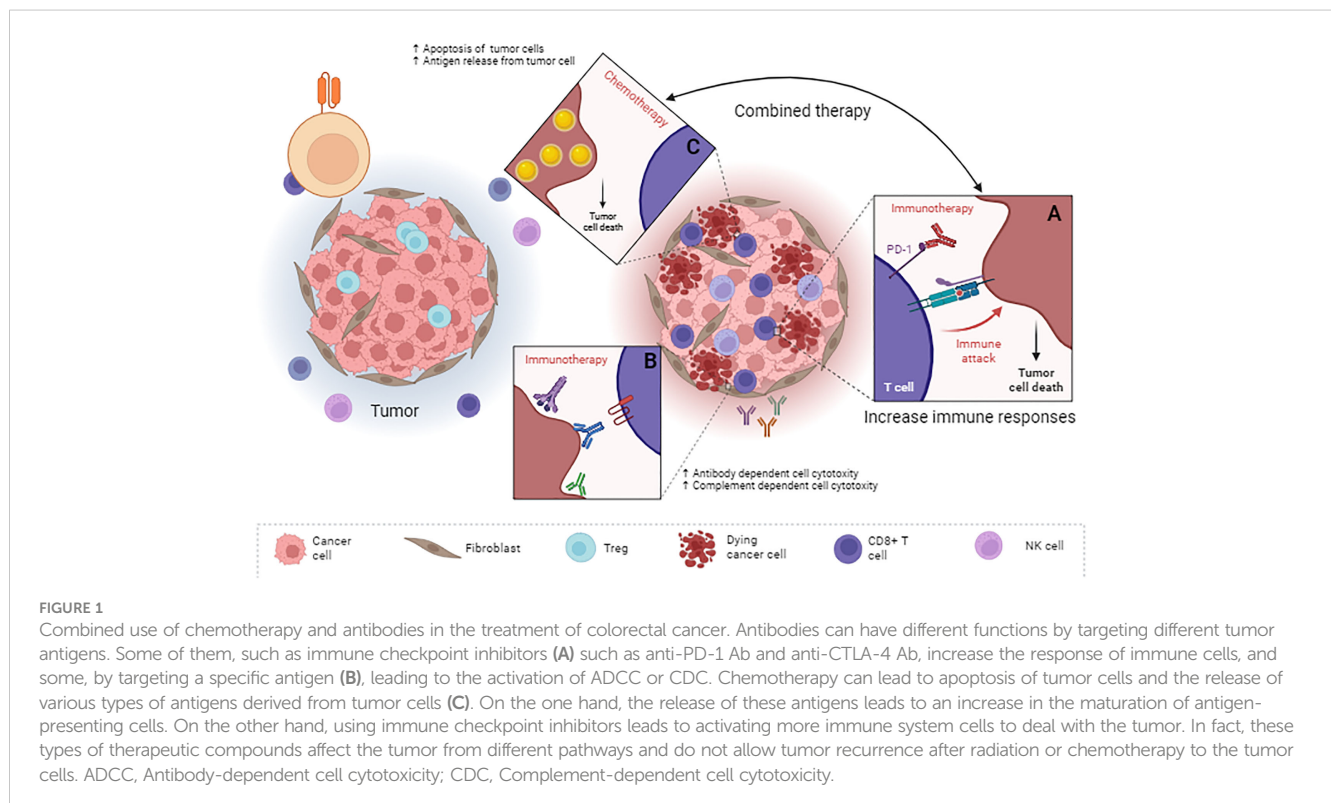 ↑ Apoptosis of tumor cells
↑ Antigen release from tumor cell
Chemotherapy
C
Tumor
cell death
Combined therapy
A
Immunotherapy
PD-1
Immune
attack
T cell
Tumor
cell death
Increase immune responses
B
Immunotherapy
Tumor
↑ Antibody dependent cell cytotoxity
↑ Complement dependent cell cytotoxity
Cancer
cell
Fibroblast
Treg
Dying
cancer cell
CD8+ T
cell
NK cell
FIGURE 1
Combined use of chemotherapy and antibodies in the treatment of colorectal cancer. Antibodies can have different functions by targeting different tumor
antigens. Some of them, such as immune checkpoint inhibitors (A) such as anti-PD-1 Ab and anti-CTLA-4 Ab, increase the response of immune cells, and
some, by targeting a specific antigen (B), leading to the activation of ADCC or CDC. Chemotherapy can lead to apoptosis of tumor cells and the release of
various types of antigens derived from tumor cells (C). On the one hand, the release of these antigens leads to an increase in the maturation of antigen-
presenting cells. On the other hand, using immune checkpoint inhibitors leads to activating more immune system cells to deal with the tumor. In fact, these
types of therapeutic compounds affect the tumor from different pathways and do not allow tumor recurrence after radiation or chemotherapy to the tumor
cells. ADCC, Antibody-dependent cell cytotoxicity; CDC, Complement-dependent cell cytotoxicity.